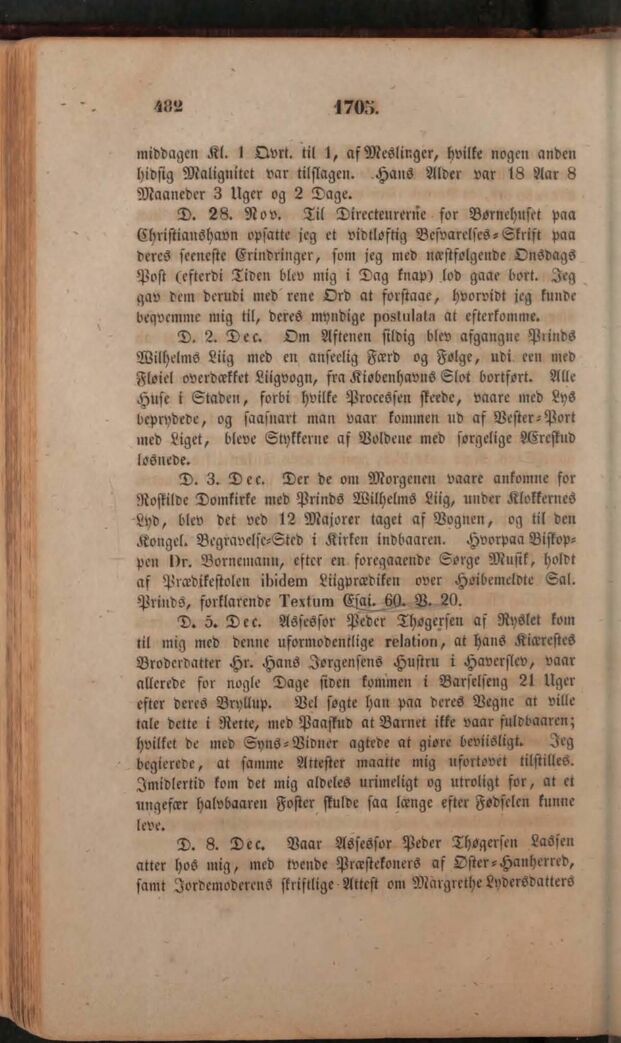 482 1705.
middagen Kl. 1 Qvrt. til 1, af Meslinger, hvilke nogen anden
hidsig Malignitet var tilslagen. Hans Alder var 18 Aar 8
Maaneder 3 Uger og 2 Dage.
D. 28. Nov. Til Directeurerne for Børnehuset paa
Christianshavn opsatte jeg et vidtløftig Besvarelses-Skrift paa
deres seeneste Erindringer, som jeg med næstfølgende Onsdags
Post (efterdi Tiden blev mig i Dag knap) lod gaae bort. Jeg
gav dem derudi med rene Ord at forstaae, hvorvidt jeg kunde
beqvemme mig til, deres myndige postulata at efterkomme.
D. 2. Dec. Om Aftenen sildig blev afgangne Prinds
Wilhelms Liig med en anseelig Færd og Følge, udi een med
Fløiel overdækket Liigvogn, fra Kiøbenhavns Slot bortført. Alle
Huse i Staden, forbi hvilke Processen skeede, vaare med Lys
beprydede, og saasnart man vaar kommen ud af Vester-Port
med Liget, bleve Stykkerne af Voldene med sørgelige Æreskud
løsnede.
D. 3. Dec. Der de om Morgenen vaare ankomne for
Roskilde Domkirke med Prinds Wilhelms Liig, under Klokkernes
Lyd, blev det ved 12 Majorer taget af Vognen, og til den
Kongel. Begravelse-Sted i Kirken indbaaren. Hvorpaa Biskop-
pen Dr. Bornemann, efter en foregaaende Sørge Musik, holdt
af Prædikestolen ibidem Liigprædiken over Høibemeldte Sal.
Prinds, forklarende Textum Esai. 60. V. 20.
D. 5. Dec. Assessor Peder Thøgersen af Ryslet kom
til mig med denne uformodentlige relation, at hans Kiærestes
Broderdatter Hr. Hans Jørgensens Hustru i Haverslev, vaar
allerede for nogle Dage siden kommen i Barselseng 21 Uger
efter deres Bryllup. Vel søgte han paa deres Vegne at ville
tale dette i Rette, med Paaskud at Barnet ikke vaar fuldbaaren;
hvilket de med Syns-Vidner agtede at giøre beviisligt. Jeg
begierede, at samme Attester maatte mig ufortøvet tilstilles.
Imidlertid kom det mig aldeles urimeligt og utroligt for, at et
ungefær halvbaaren Foster skulde saa længe efter Fødselen kunne
leve.
D. 8. Dec. Vaar Assessor Peder Thøgersen Lassen
atter hos mig, med tvende Præstekoners af Øster-Hanherred,
samt Jordemoderens skriftlige Attest om Margrethe Lydersdatters